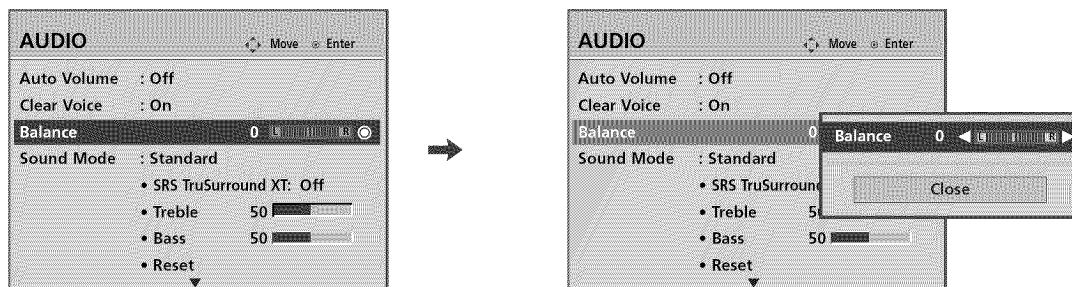 AUDIO
Move Enter
Auto Volume : Off
Clear Voice : On
Balance 0 L R
Sound Mode : Standard
• SRS TruSurround XT: Off
• Treble 50
• Bass 50
• Reset
AUDIO
Move Enter
Auto Volume : Off
Clear Voice : On
Balance 0
Sound Mode : Standard
• SRS TruSurroun
• Treble 5
• Bass 50
• Reset
Balance 0 L R
Close